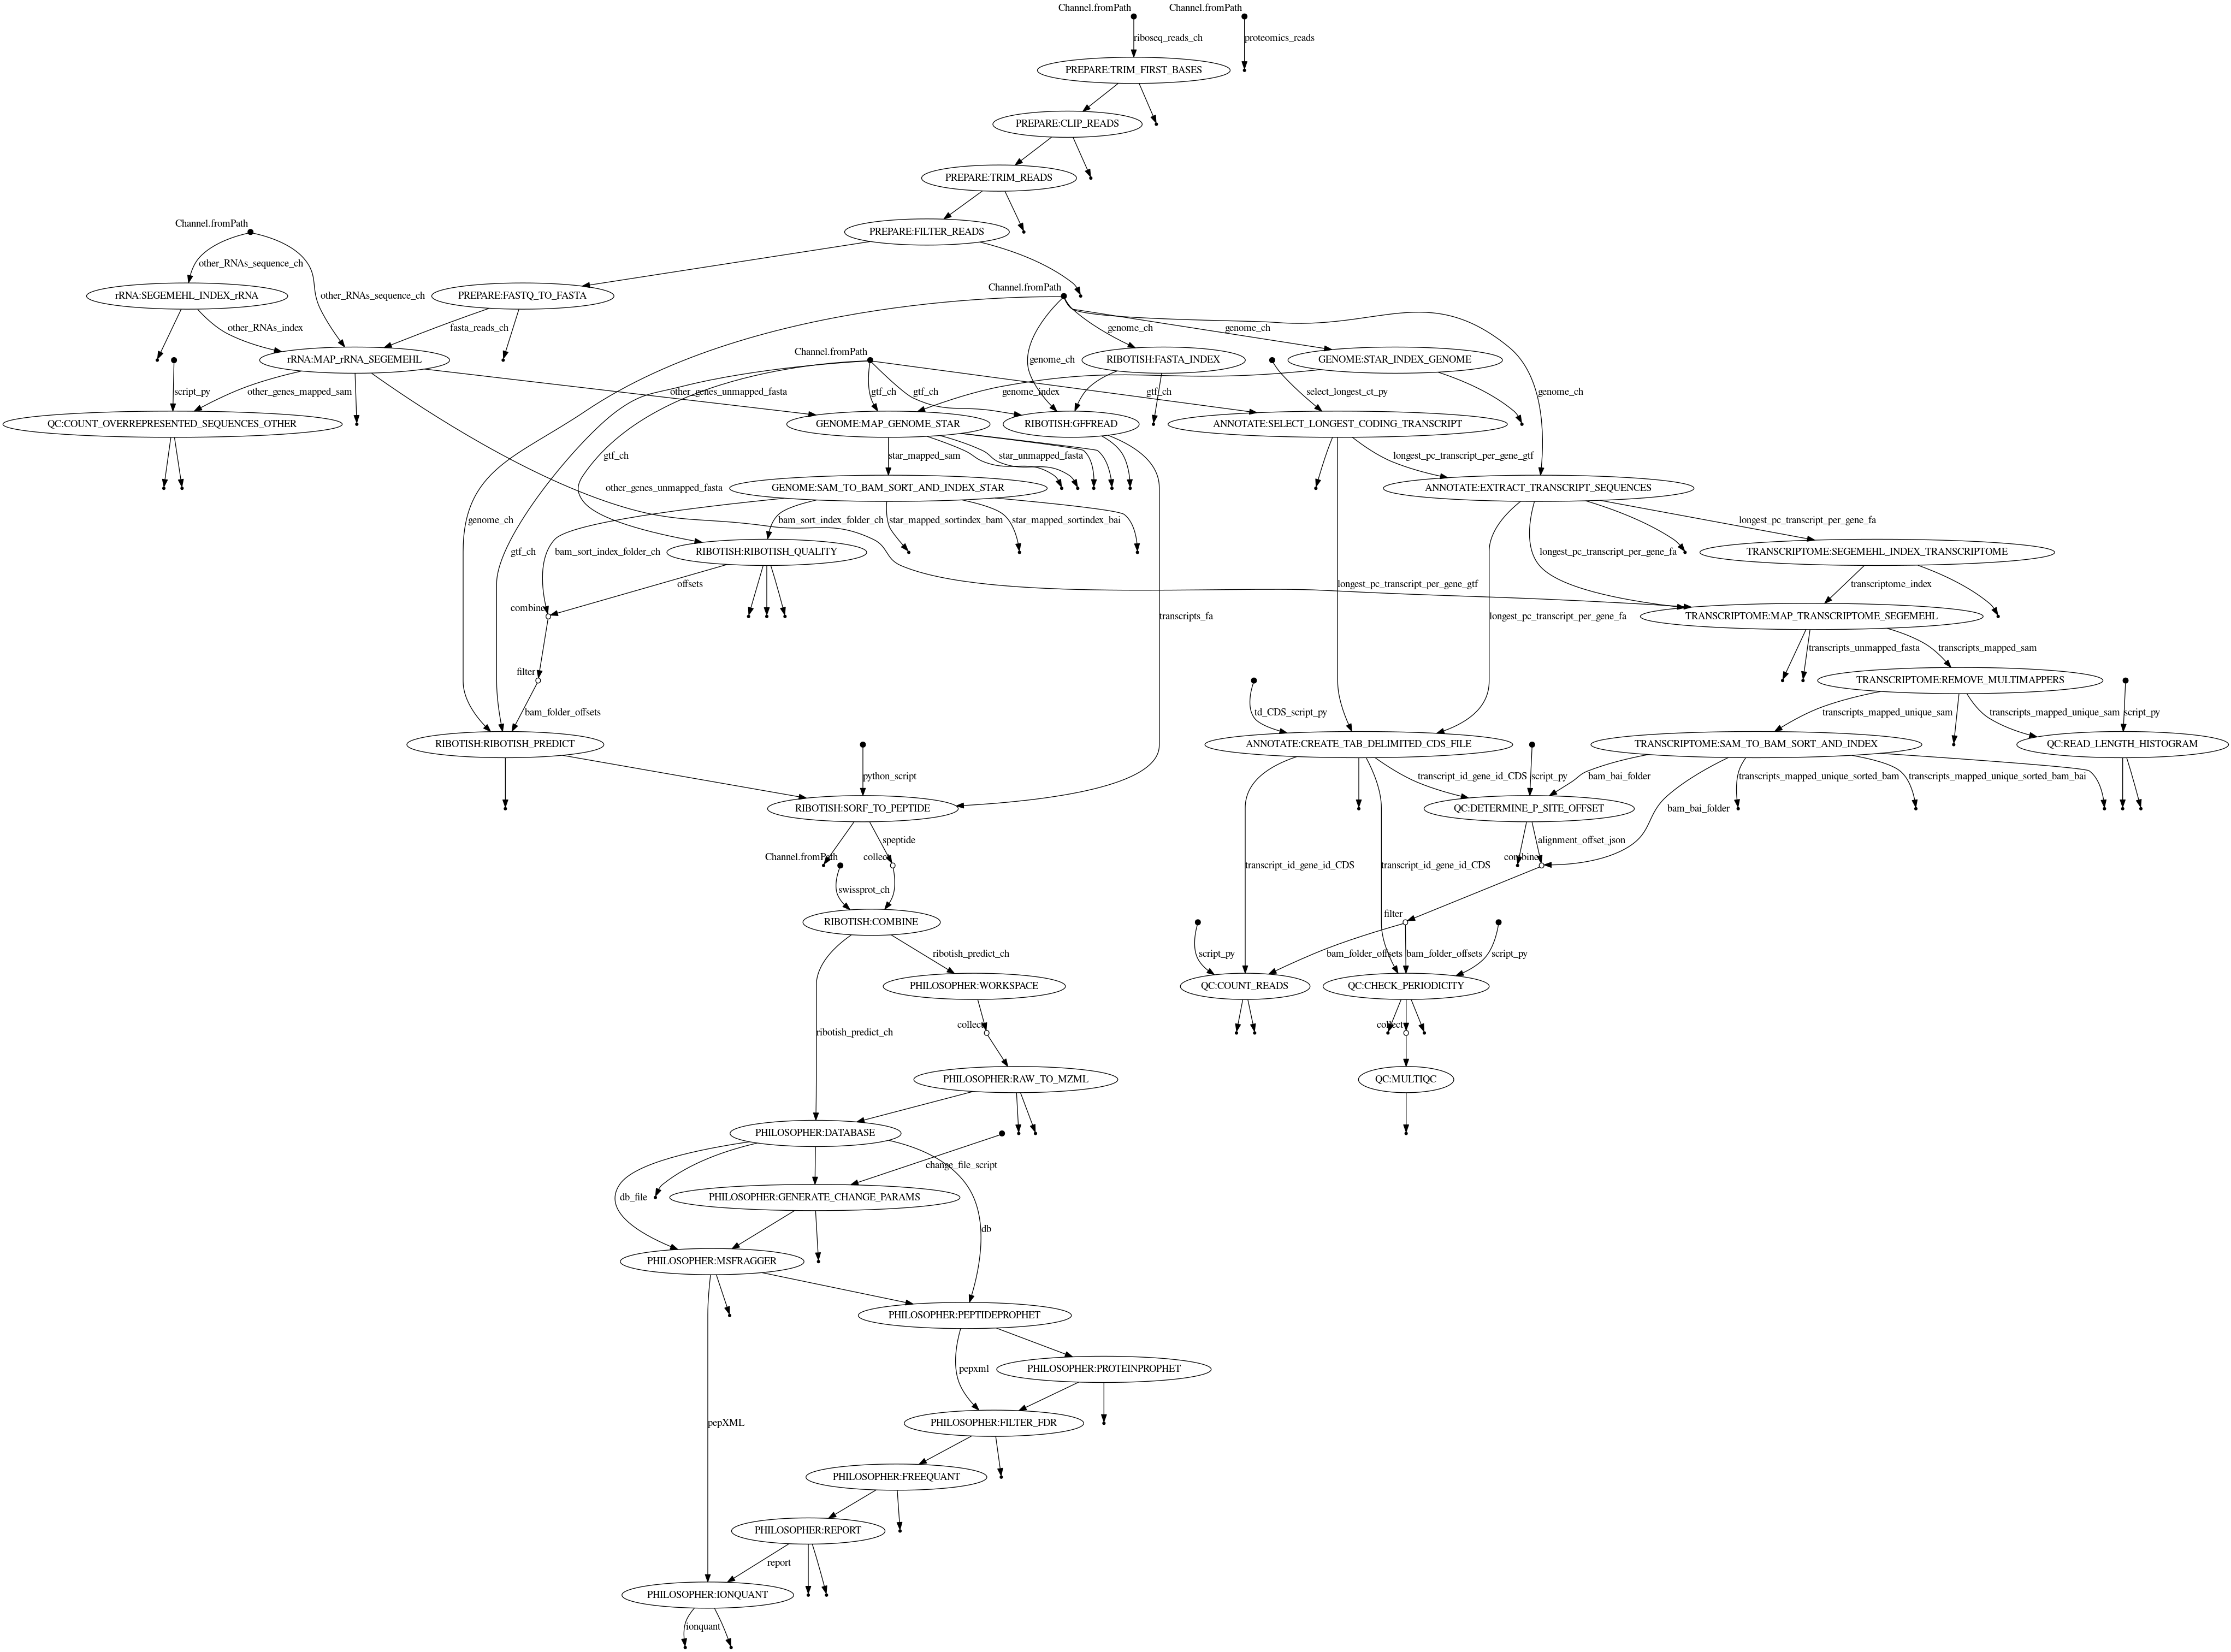 Channel.fromPath
Channel.fromPath
riboseq_reads_ch
proteomics_reads
PREPARE:TRIM_FIRST_BASES
PREPARE:CLIP_READS
PREPARE:TRIM_READS
Channel.fromPath
PREPARE:FILTER_READS
other_RNAs_sequence_ch
Channel.fromPath
rRNA:SEGEMEHL_INDEX_rRNA
other_RNAs_sequence_ch
PREPARE:FASTQ_TO_FASTA
other_RNAs_index
fasta_reads_ch
genome_ch
genome_ch
Channel.fromPath
rRNA:MAP_rRNA_SEGEMEHL
genome_ch
RIBOTISH:FASTA_INDEX
GENOME:STAR_INDEX_GENOME
script_py
other_genes_mapped_sam
other_genes_unmapped_fasta
gtf_ch
gtf_ch
genome_index
gtf_ch
select_longest_ct_py
genome_ch
QC:COUNT_OVERREPRESENTED_SEQUENCES_OTHER
GENOME:MAP_GENOME_STAR
RIBOTISH:GFFREAD
ANNOTATE:SELECT_LONGEST_CODING_TRANSCRIPT
gtf_ch
star_mapped_sam
star_unmapped_fasta
longest_pc_transcript_per_gene_gtf
other_genes_unmapped_fasta
GENOME:SAM_TO_BAM_SORT_AND_INDEX_STAR
ANNOTATE:EXTRACT_TRANSCRIPT_SEQUENCES
genome_ch
bam_sort_index_folder_ch
star_mapped_sortindex_bam
star_mapped_sortindex_bai
longest_pc_transcript_per_gene_fa
gtf_ch
bam_sort_index_folder_ch
RIBOTISH:RIBOTISH_QUALITY
longest_pc_transcript_per_gene_fa
TRANSCRIPTOME:SEGEMEHL_INDEX_TRANSCRIPTOME
offsets
longest_pc_transcript_per_gene_gtf
transcriptome_index
combine
transcripts_fa
longest_pc_transcript_per_gene_fa
TRANSCRIPTOME:MAP_TRANSCRIPTOME_SEGEMEHL
transcripts_unmapped_fasta
transcripts_mapped_sam
filter
TRANSCRIPTOME:REMOVE_MULTIMAPPERS
bam_folder_offsets
td_CDS_script_py
transcripts_mapped_unique_sam
transcripts_mapped_unique_sam
script_py
RIBOTISH:RIBOTISH_PREDICT
ANNOTATE:CREATE_TAB_DELIMITED_CDS_FILE
TRANSCRIPTOME:SAM_TO_BAM_SORT_AND_INDEX
QC:READ_LENGTH_HISTOGRAM
python_script
transcript_id_gene_id_CDS
script_py
bam_bai_folder
transcripts_mapped_unique_sorted_bam
transcripts_mapped_unique_sorted_bam_bai
RIBOTISH:SORF_TO_PEPTIDE
QC:DETERMINE_P_SITE_OFFSET
bam_bai_folder
speptide
alignment_offset_json
Channel.fromPath
collect
combine
transcript_id_gene_id_CDS
transcript_id_gene_id_CDS
swissprot_ch
filter
RIBOTISH:COMBINE
ribotish_predict_ch
script_py
bam_folder_offsets
bam_folder_offsets
script_py
PHILOSOPHER:WORKSPACE
QC:COUNT_READS
QC:CHECK_PERIODICITY
collect
collect
ribotish_predict_ch
PHILOSOPHER:RAW_TO_MZML
QC:MULTIQC
PHILOSOPHER:DATABASE
change_file_script
db_file
PHILOSOPHER:GENERATE_CHANGE_PARAMS
db
PHILOSOPHER:MSFRAGGER
PHILOSOPHER:PEPTIDEPROPHET
pepxml
PHILOSOPHER:PROTEINPROPHET
pepXML
PHILOSOPHER:FILTER_FDR
PHILOSOPHER:FREEQUANT
PHILOSOPHER:REPORT
report
PHILOSOPHER:IONQUANT
ionquant